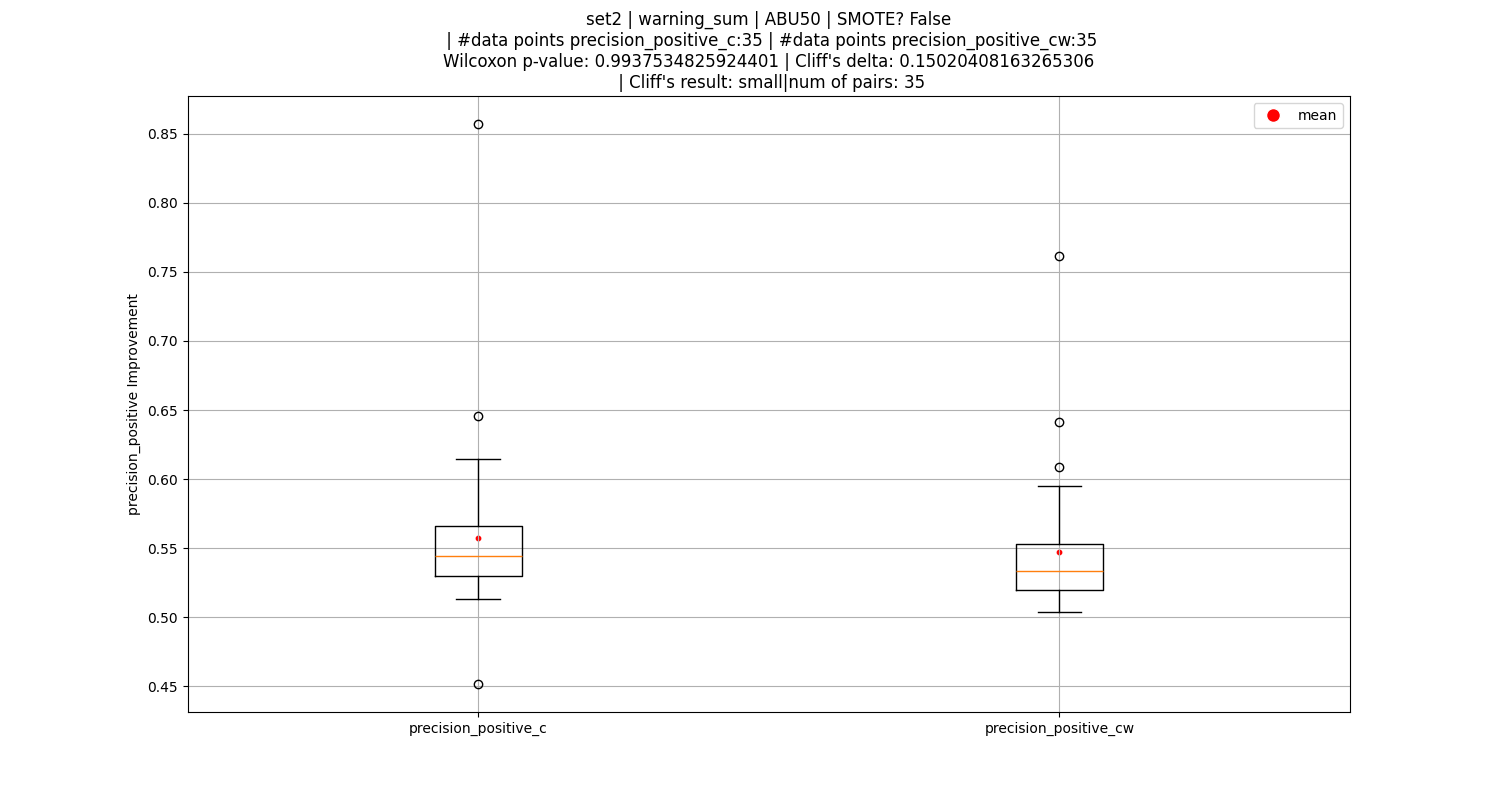 set2 | warning_sum | ABU50 | SMOTE? False
| #data points precision_positive_c:35 | #data points precision_positive_cw:35
Wilcoxon p-value: 0.9937534825924401 | Cliff's delta: 0.15020408163265306
| Cliff's result: small|num of pairs: 35
mean
precision_positive Improvement
0.85
0.80
0.75
0.70
0.65
0.60
0.55
0.50
0.45
precision_positive_c
precision_positive_cw